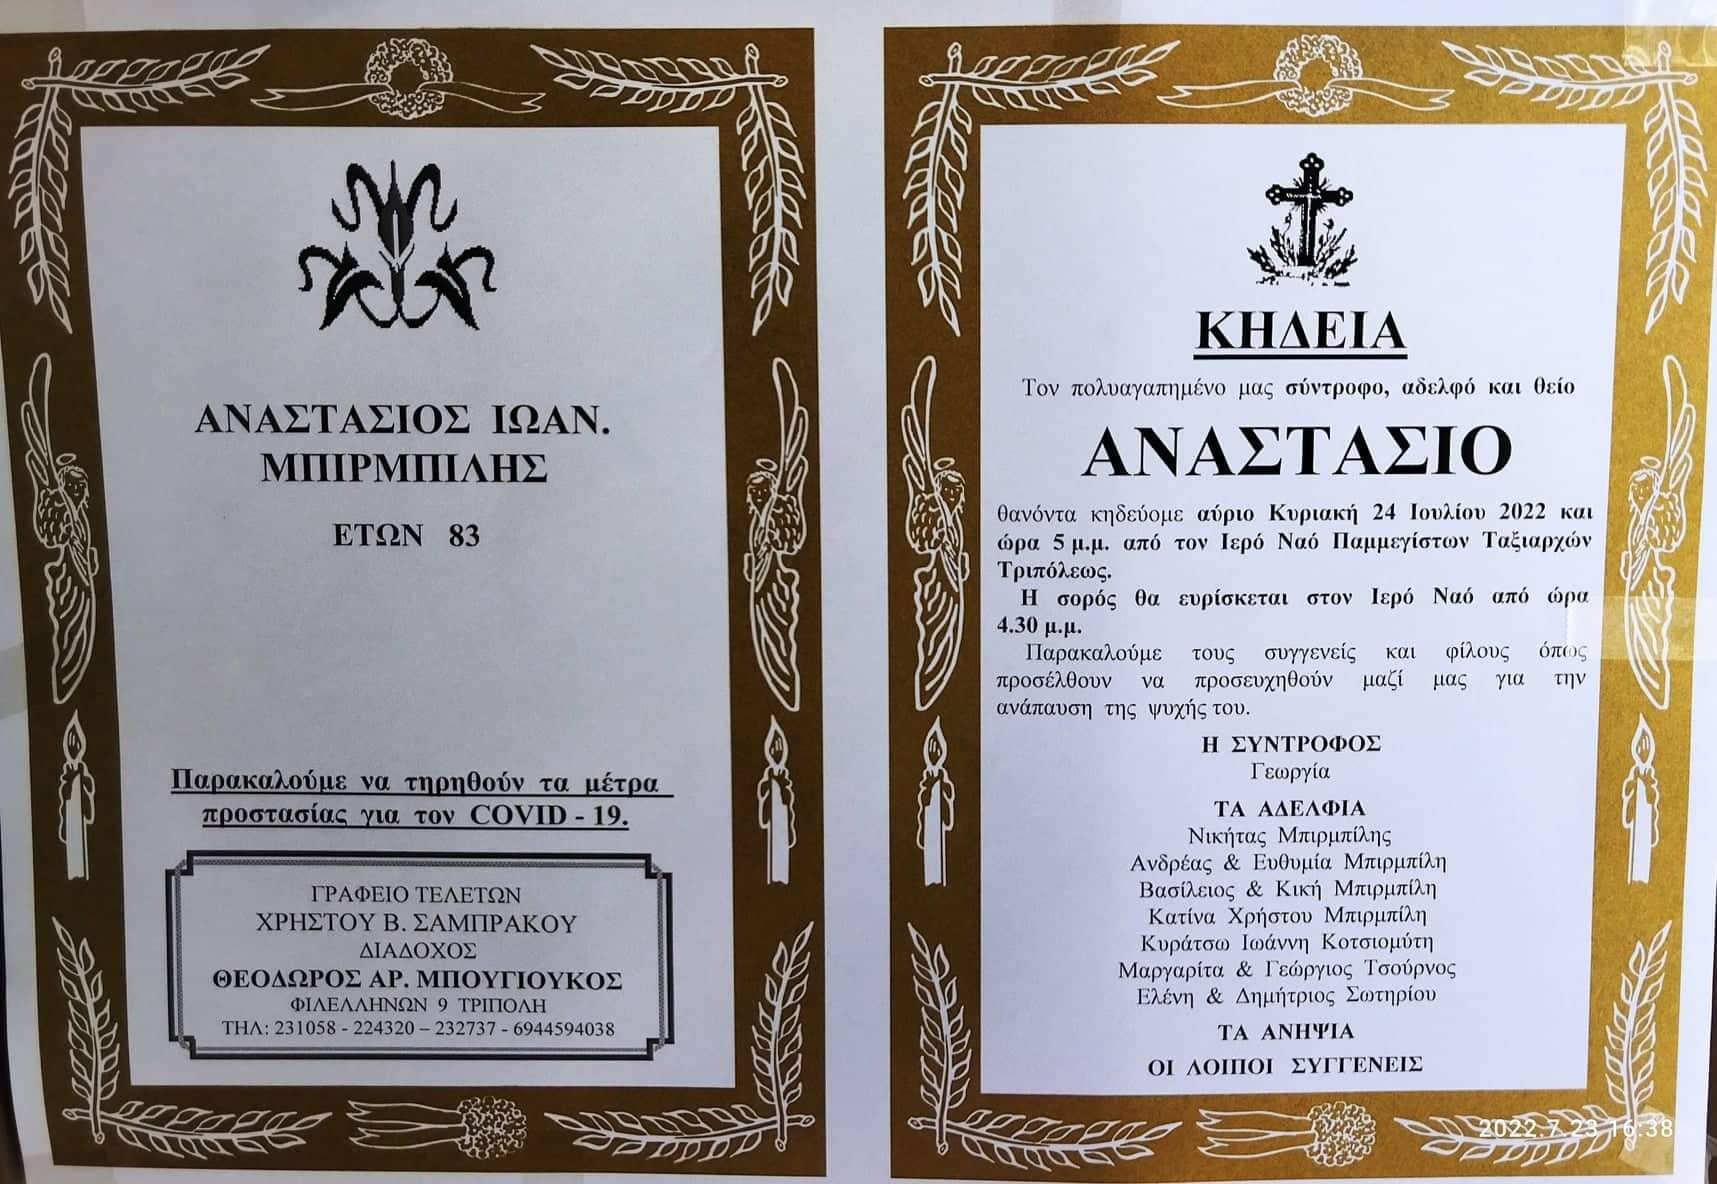 ΑΝΑΣΤΑΣΙΟΣ ΙΩΑΝ.
ΜΠΙΡΜΠΙΛΗΣ
ΕΤΩΝ 83
Παρακαλούμε να τηρηθούν τα μέτρα
προστασίας για τον COVID - 19.
ΓΡΑΦΕΙΟ ΤΕΛΕΤΩΝ
ΧΡΗΣΤΟΥ Β. ΣΑΜΠΡΑΚΟΥ
ΔΙΑΔΟΧΟΣ
ΘΕΟΔΩΡΟΣ ΑΡ. ΜΠΟΥΓΙΟΥΚΟΣ
ΦΙΛΕΛΛΗΝΩΝ 9 ΤΡΙΠΟΛΗ
ΤΗΛ: 231058 - 224320 – 232737 - 6944594038
ΚΗΔΕΙΑ
Τον πολυαγαπημένο μας σύντροφο, αδελφό και θείο
ΑΝΑΣΤΑΣΙΟ
θανόντα κηδεύομε αύριο Κυριακή 24 Ιουλίου 2022 και
ώρα 5 μ.μ. από τον Ιερό Ναό Παμμεγίστων Ταξιαρχών
Τριπόλεως.
Η σορός θα ευρίσκεται στον Ιερό Ναό από ώρα
4.30 μ.μ.
Παρακαλούμε τους συγγενείς και φίλους όπως
προσέλθουν να προσευχηθούν μαζί μας για την
ανάπαυση της ψυχής του.
Η ΣΥΝΤΡΟΦΟΣ
Γεωργία
ΤΑ ΑΔΕΛΦΙΑ
Νικήτας Μπιρμπίλης
Ανδρέας & Ευθυμία Μπιρμπίλη
Βασίλειος & Κική Μπιρμπίλη
Κατίνα Χρήστου Μπιρμπίλη
Κυράτσω Ιωάννη Κοτσιομύτη
Μαργαρίτα & Γεώργιος Τσούρνος
Ελένη & Δημήτριος Σωτηρίου
ΤΑ ΑΝΗΨΙΑ
ΟΙ ΛΟΙΠΟΙ ΣΥΓΓΕΝΕΙΣ
2022.7.23 16:38